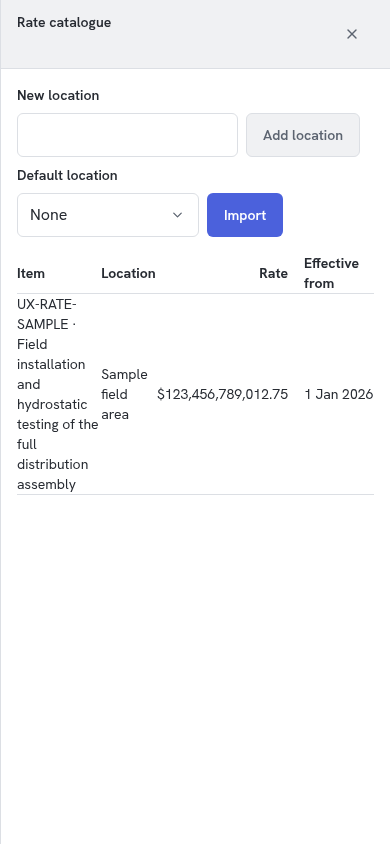 Rate catalogue
New location
Add location
Default location
None
Import
Item Location Rate Effective from
UX-RATE-
SAMPLE ·
Field
installation
and
hydrostatic
testing of the
full
distribution
assembly
Sample
field
area
$123,456,789,012.75
1 Jan 2026